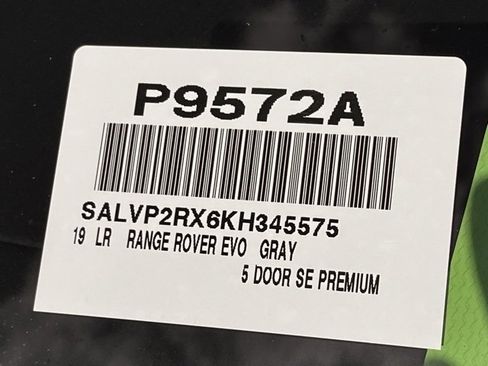 P9572A
SALVP2RX6KH345575
19 LR RANGE ROVER EVO GRAY
5 DOOR SE PREMIUM